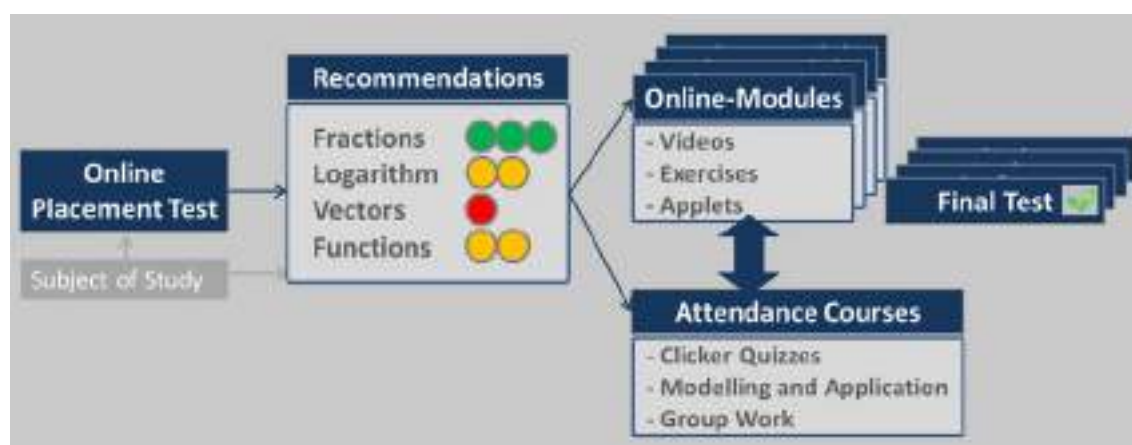 Online
Placement Test
Subject of Study
Recommendations
Fractions
Logarithm
Vectors
Functions
Online-Modules
- Videos
- Exercises
- Applets
Final Test
Attendance Courses
- Clicker Quizzes
- Modelling and Application
- Group Work